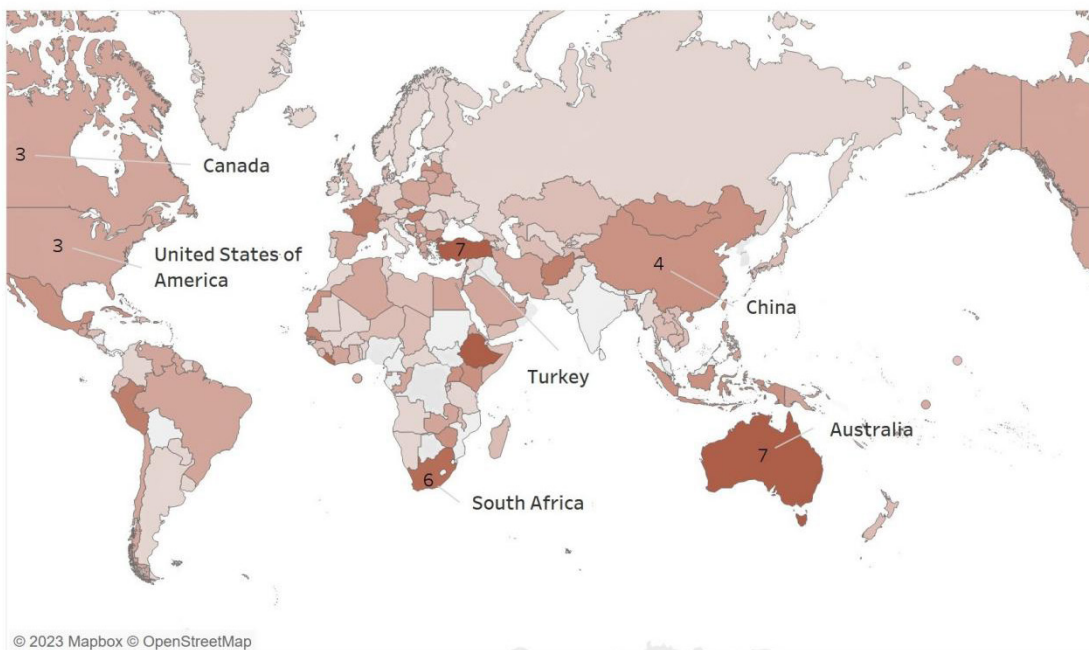 3
Canada
3
United States of
America
7
4
China
Turkey
Australia
7
6
South Africa
© 2023 Mapbox © OpenStreetMap